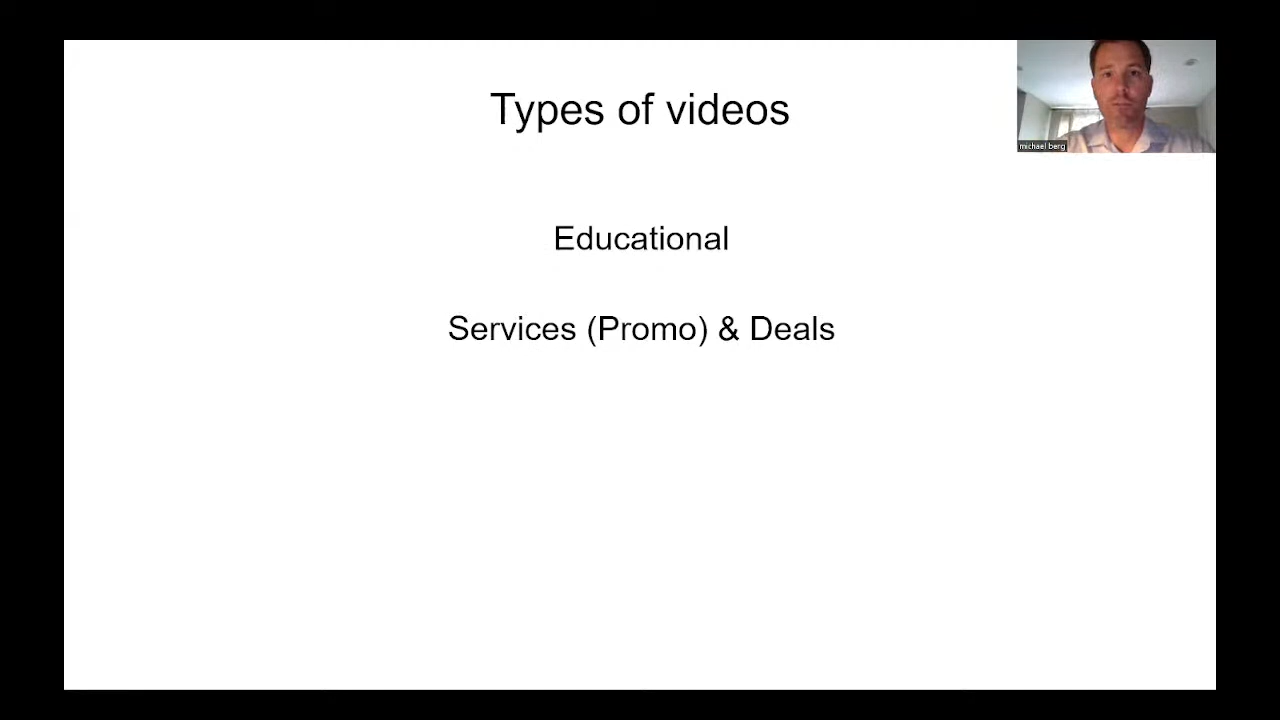 Types of videos
michael berg
Educational
Services (Promo) & Deals